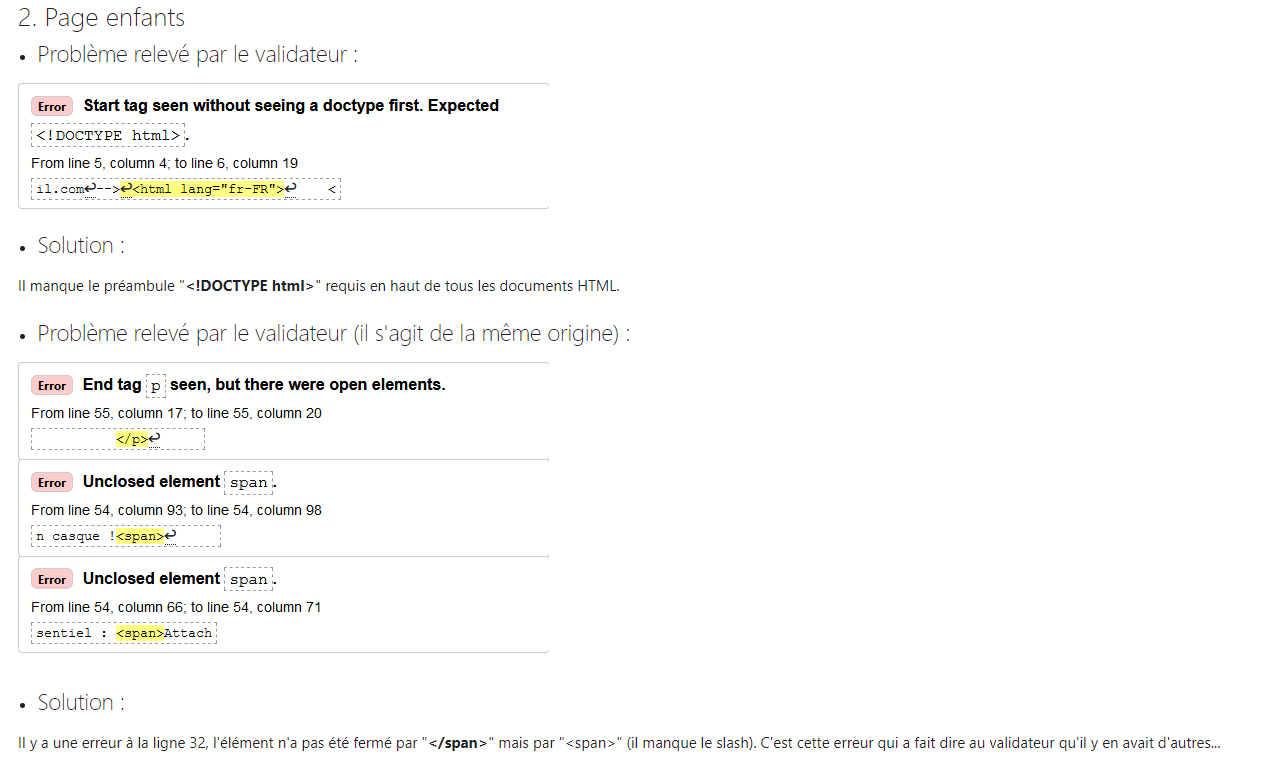 2. Page enfants
• Problème relevé par le validateur :
Error Start tag seen without seeing a doctype first. Expected
<!DOCTYPE html>.
From line 5, column 4; to line 6, column 19
il.com↩-->↩<html lang="fr-FR">↩ <
• Solution :
Il manque le préambule "<!DOCTYPE html>" requis en haut de tous les documents HTML.
• Problème relevé par le validateur (il s'agit de la même origine) :
Error End tag p seen, but there were open elements.
From line 55, column 17; to line 55, column 20
</p>↩
Error Unclosed element span.
From line 54, column 93; to line 54, column 98
n casque !<span>↩
Error Unclosed element span.
From line 54, column 66; to line 54, column 71
sentiel : <span>Attach
• Solution :
Il y a une erreur à la ligne 32, l'élément n'a pas été fermé par "</span>" mais par "<span>" (il manque le slash). C'est cette erreur qui a fait dire au validateur qu'il y en avait d'autres...